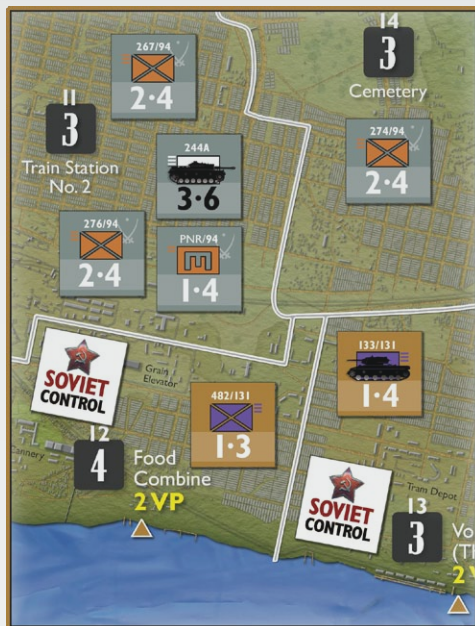 14
3
Cemetery
267/94
2·4
11
3
Train Station
No. 2
244A
3·6
274/94
2·4
276/94
2·4
PNR/94
1·4
SOVIET
CONTROL
Grain
Elevator
482/131
1·3
133/131
1·4
12
4
Food
Combine
2 VP
SOVIET
CONTROL
Tram Depot
13
3